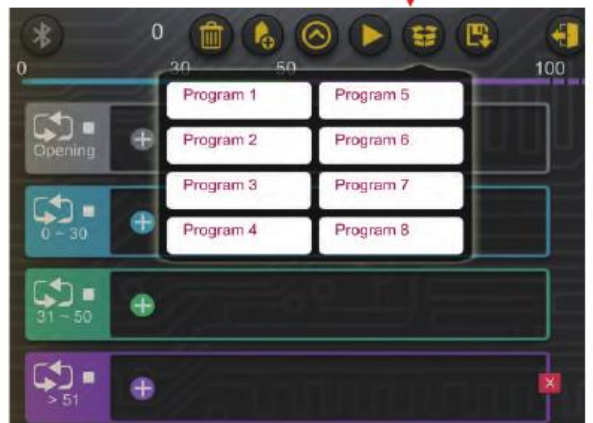 0
0 30 50 100
Program 1 Program 5
Program 2 Program 6
Program 3 Program 7
Program 4 Program 8
Opening
0 ~ 30
31 ~ 50
> 51
X